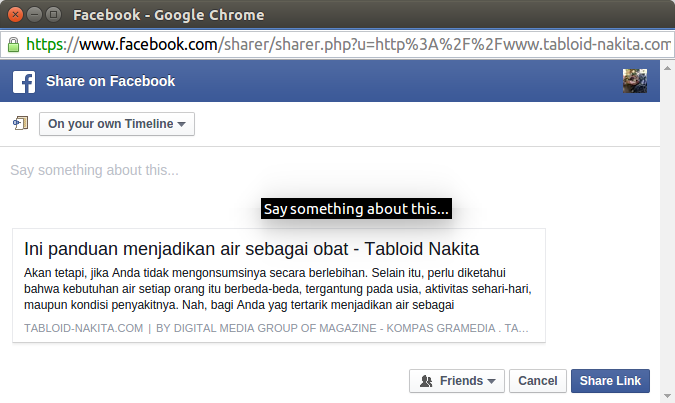 Facebook - Google Chrome
https://www.facebook.com/sharer/sharer.php?u=http%3A%2F%2Fwww.tabloid-nakita.com
Share on Facebook
On your own Timeline
Say something about this...
Say something about this...
Ini panduan menjadikan air sebagai obat - Tabloid Nakita
Akan tetapi, jika Anda tidak mengonsumsinya secara berlebihan. Selain itu, perlu diketahui
bahwa kebutuhan air setiap orang itu berbeda-beda, tergantung pada usia, aktivitas sehari-hari,
maupun kondisi penyakitnya. Nah, bagi Anda yag tertarik menjadikan air sebagai
TABLOID-NAKITA.COM | BY DIGITAL MEDIA GROUP OF MAGAZINE - KOMPAS GRAMEDIA . TA...
Friends Cancel Share Link